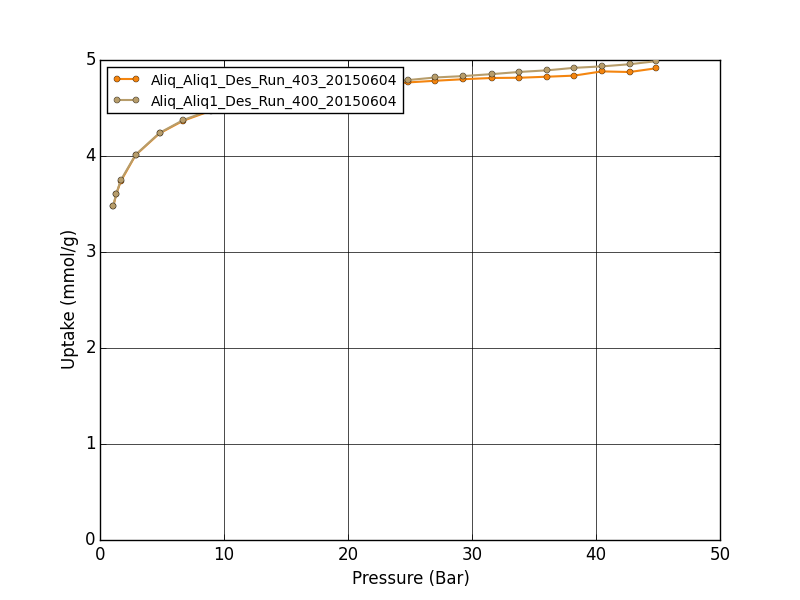 Aliq_Aliq1_Des_Run_403_20150604
Aliq_Aliq1_Des_Run_400_20150604
5
4
3
2
1
0
Uptake (mmol/g)
0 10 20 30 40 50
Pressure (Bar)